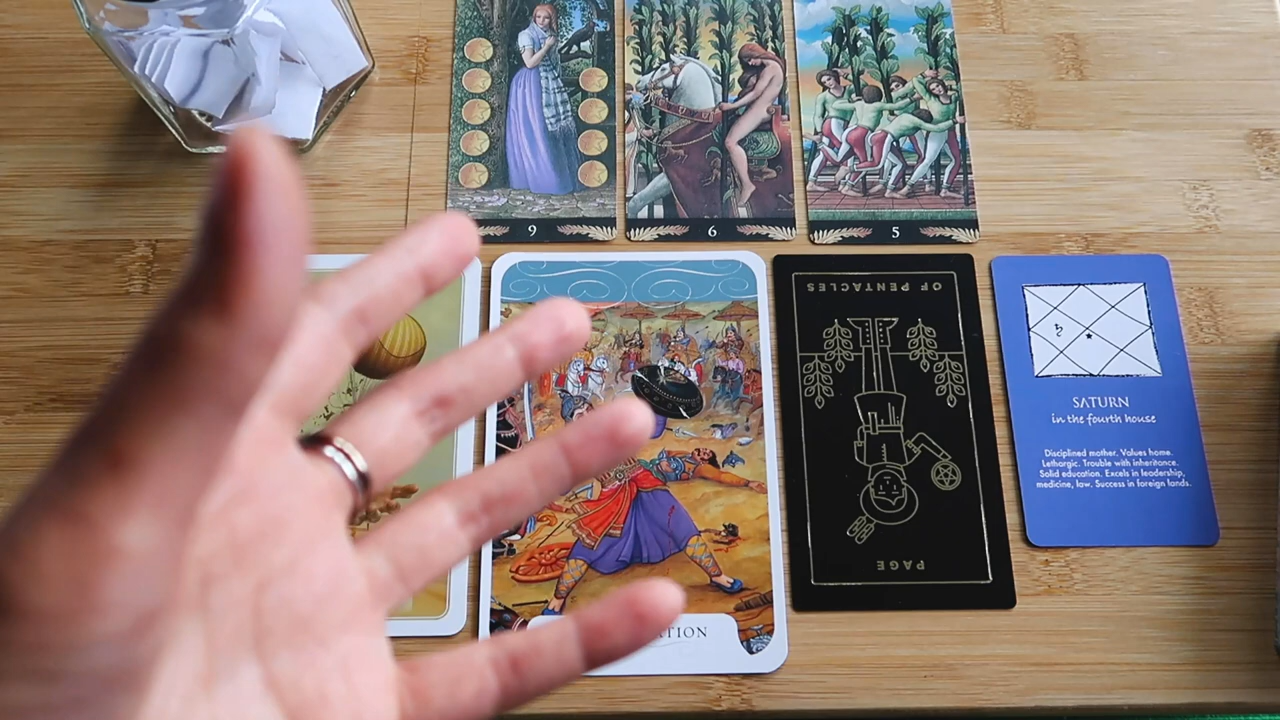 9
6
5
OF PENTACLES
PAGE
SATURN
in the fourth house
Disciplined mother. Values home.
Lethargic. Trouble with inheritance.
Solid education. Excels in leadership,
medicine, law. Success in foreign lands.